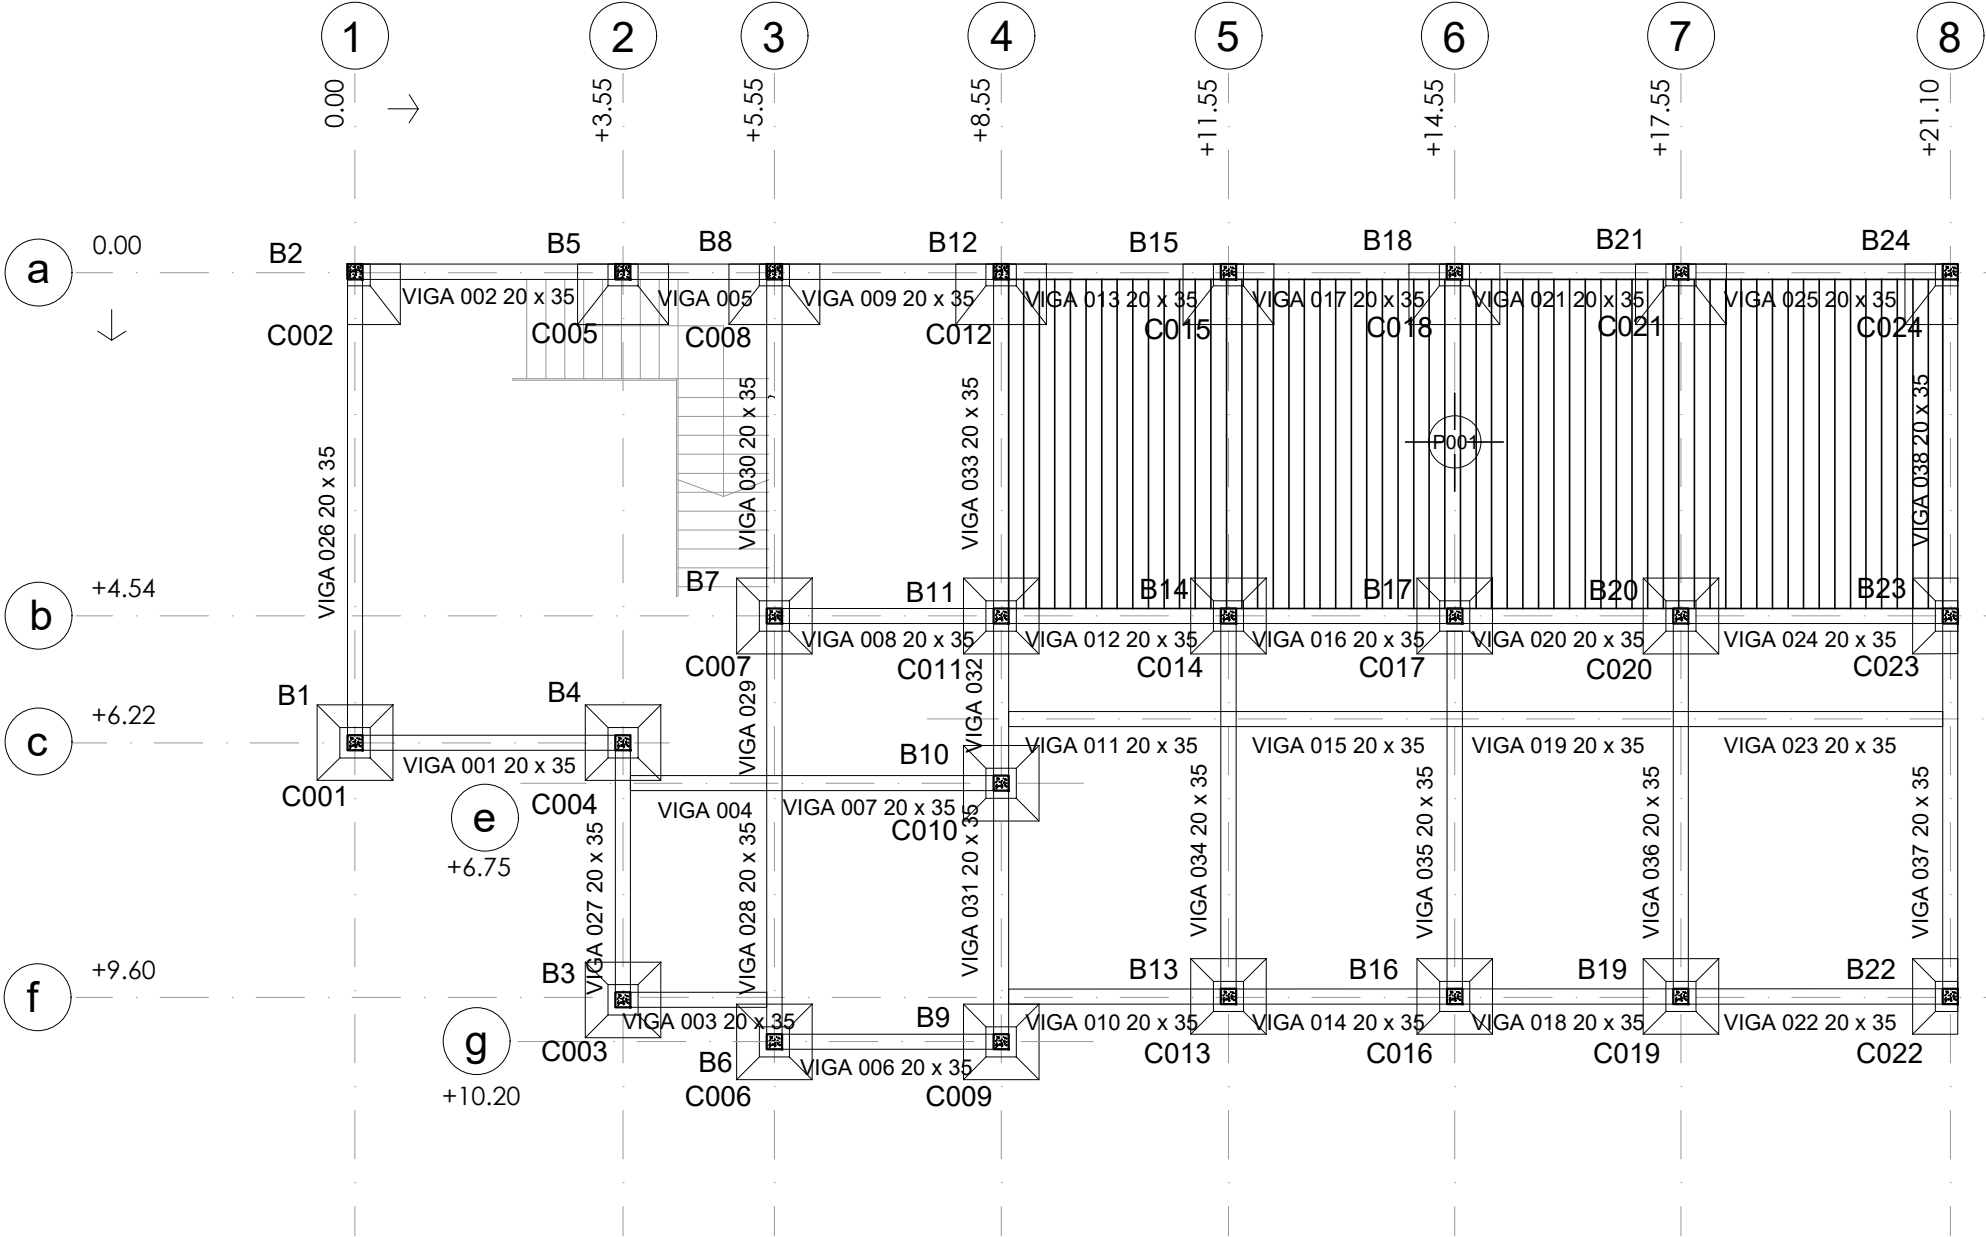 1 2 3 4 5 6 7 8
0.00 +3.55 +5.55 +8.55 +11.55 +14.55 +17.55 +21.10
a 0.00
B2 B5 B8 B12 B15 B18 B21 B24
VIGA 002 20 x 35 VIGA 005 VIGA 009 20 x 35 VIGA 013 20 x 35 VIGA 017 20 x 35 VIGA 021 20 x 35 VIGA 025 20 x 35
C002 C005 C008 C012 C015 C018 C021 C024
VIGA 026 20 x 35
VIGA 030 20 x 35
VIGA 033 20 x 35
P001
VIGA 038 20 x 35
b +4.54
B7 B11 B14 B17 B20 B23
VIGA 008 20 x 35 VIGA 012 20 x 35 VIGA 016 20 x 35 VIGA 020 20 x 35 VIGA 024 20 x 35
C007 C011 C014 C017 C020 C023
VIGA 029
VIGA 032
c +6.22
B1 B4 B10
VIGA 001 20 x 35 VIGA 011 20 x 35 VIGA 015 20 x 35 VIGA 019 20 x 35 VIGA 023 20 x 35
C001 C004 C010
e
+6.75
VIGA 004 VIGA 007 20 x 35
VIGA 027 20 x 35
VIGA 028 20 x 35
VIGA 031 20 x 35
VIGA 034 20 x 35
VIGA 035 20 x 35
VIGA 036 20 x 35
VIGA 037 20 x 35
f +9.60
B3 B9 B13 B16 B19 B22
VIGA 003 20 x 35 VIGA 010 20 x 35 VIGA 014 20 x 35 VIGA 018 20 x 35 VIGA 022 20 x 35
C003 C013 C016 C019 C022
g
+10.20
B6
VIGA 006 20 x 35
C006 C009